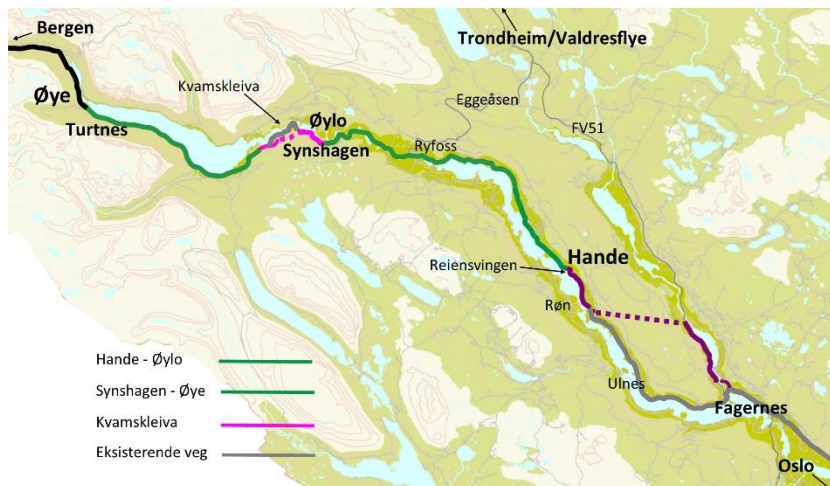 Bergen
Trondheim/Valdresflye
Kvamskleiva
Øye
Øylo
Eggeåsen
Turtnes
Synshagen
Ryfoss
FV51
Hande
Reiensvingen
Røn
Hande - Øylo
Ulnes
Synshagen - Øye
Fagernes
Kvamskleiva
Eksisterende veg
Oslo